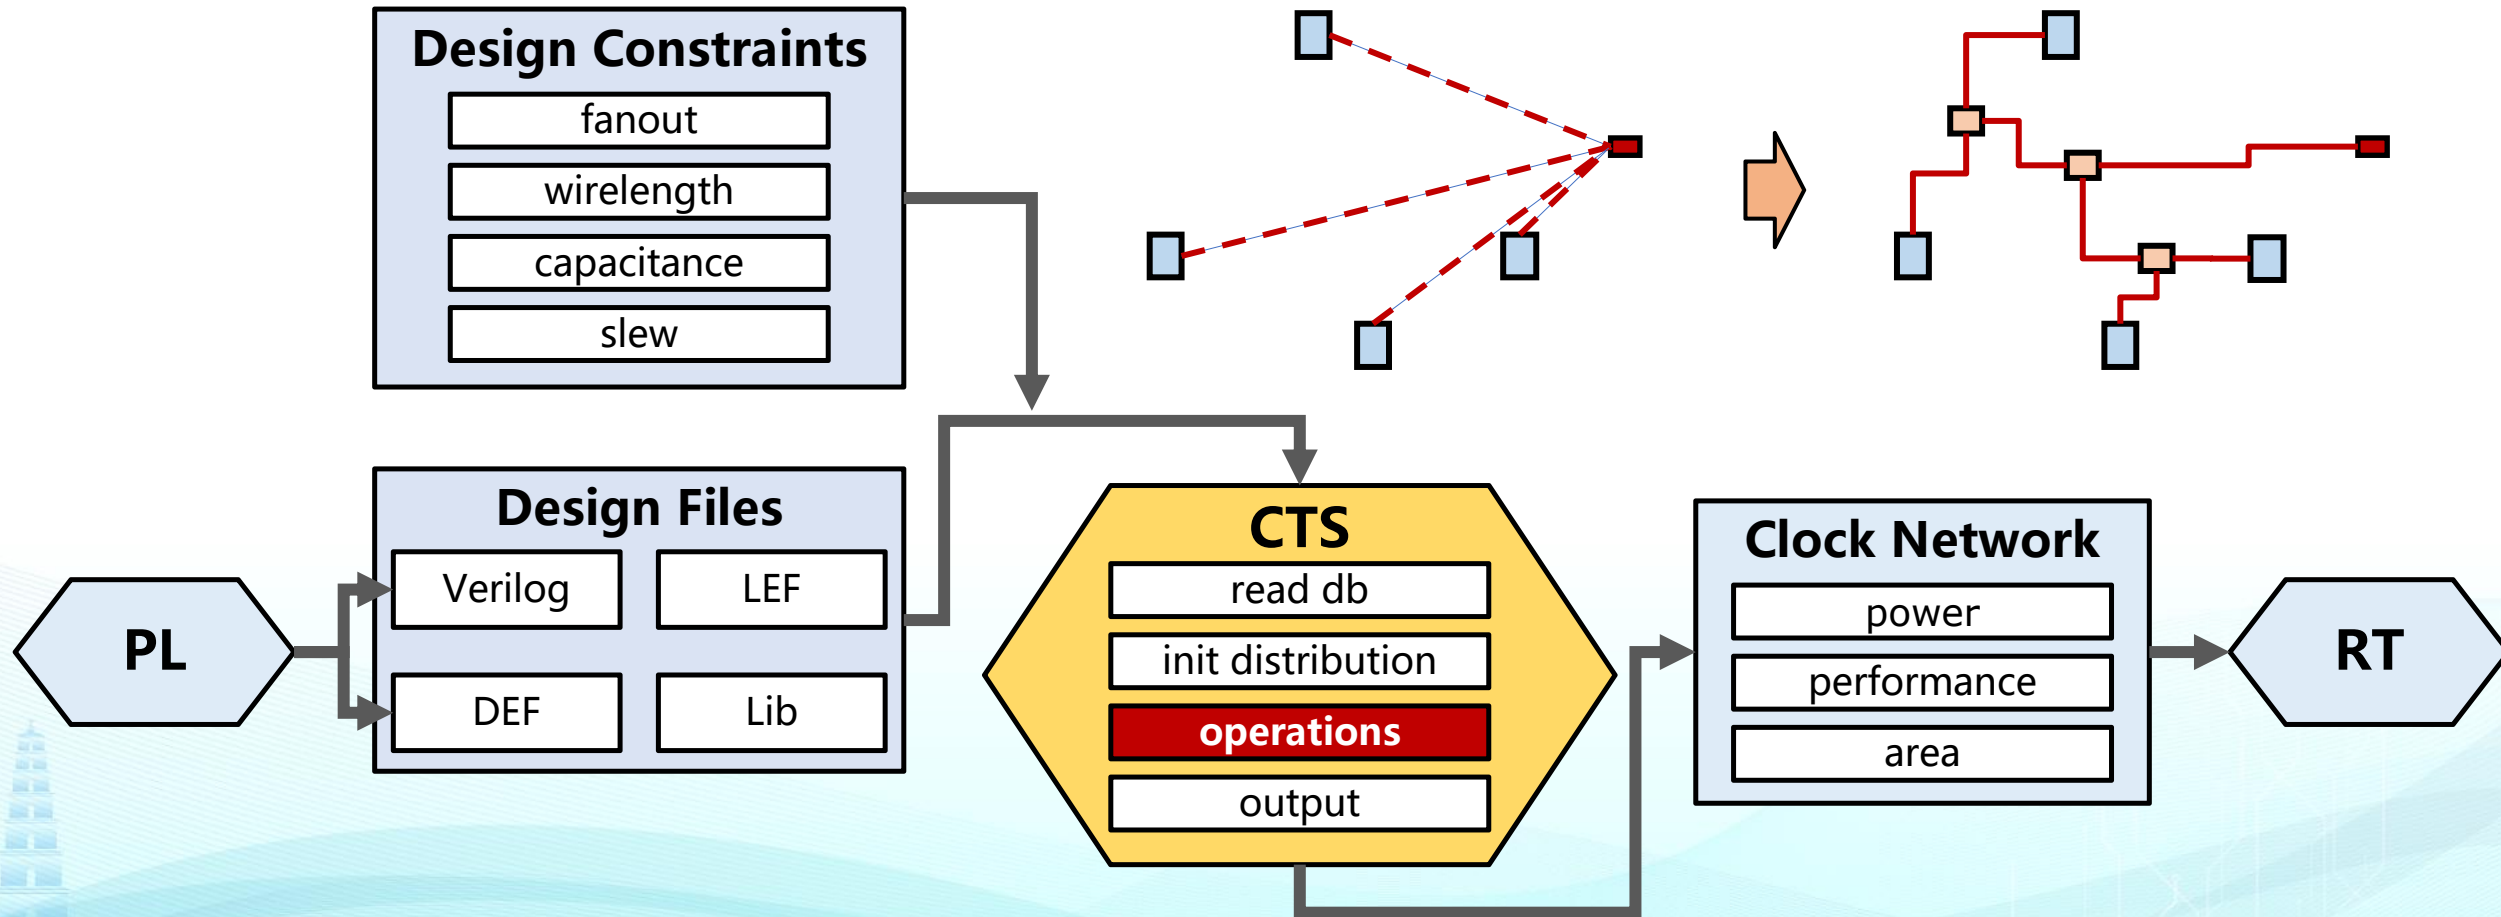 Design Constraints
fanout
wirelength
capacitance
slew
PL
Design Files
Verilog
LEF
DEF
Lib
CTS
read db
init distribution
operations
output
Clock Network
power
performance
area
RT